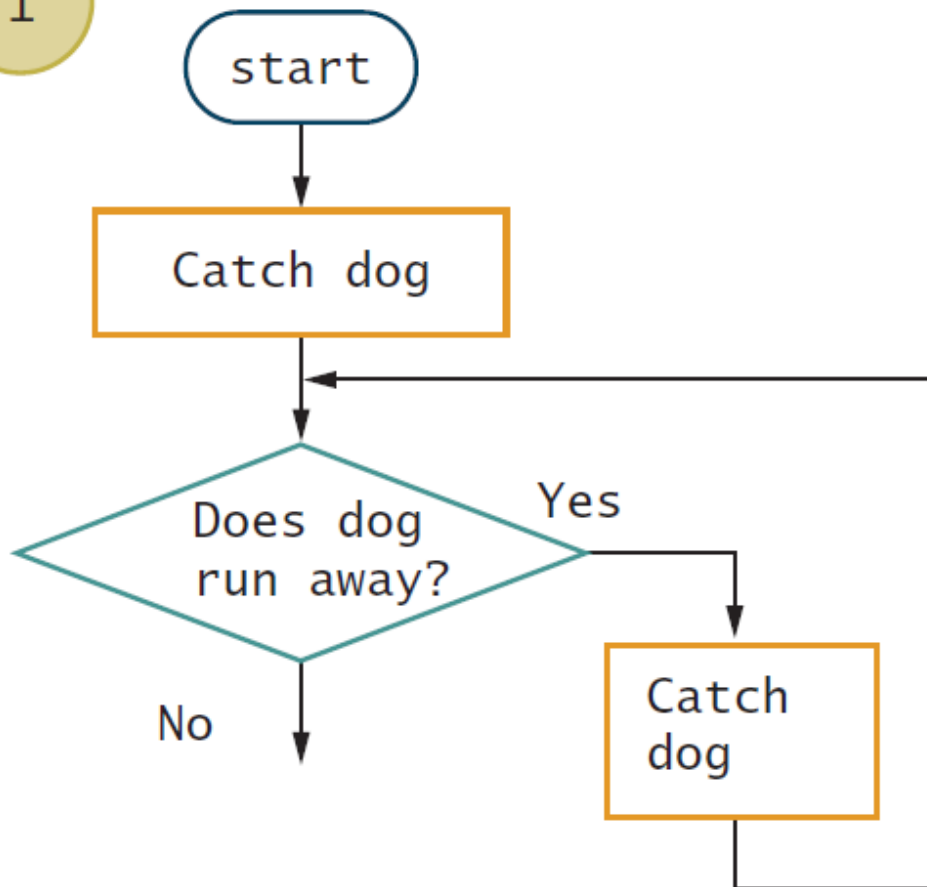 1
start
Catch dog
Does dog
run away?
Yes
No
Catch
dog